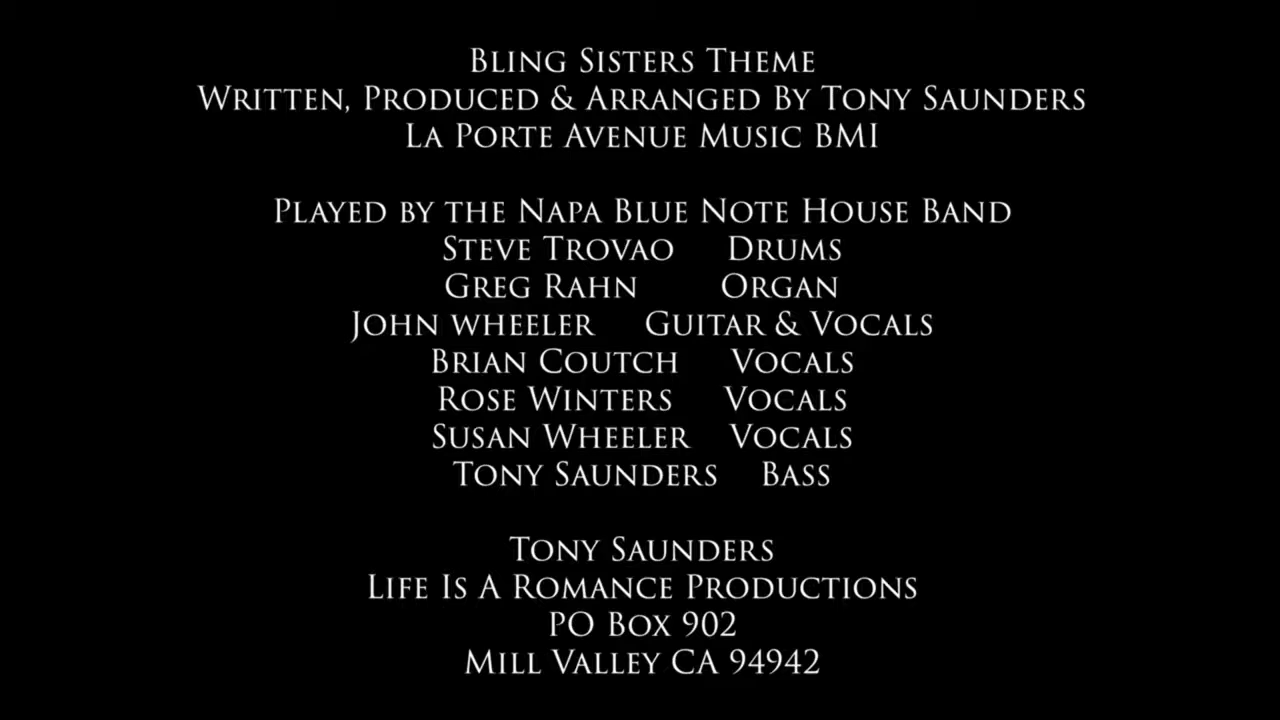 Bling Sisters Theme
Written, Produced & Arranged By Tony Saunders
La Porte Avenue Music BMI
Played by the Napa Blue Note House Band
Steve Trovao Drums
Greg Rahn Organ
John wheeler Guitar & Vocals
Brian Coutch Vocals
Rose Winters Vocals
Susan Wheeler Vocals
Tony Saunders Bass
Tony Saunders
Life Is A Romance Productions
PO Box 902
Mill Valley CA 94942